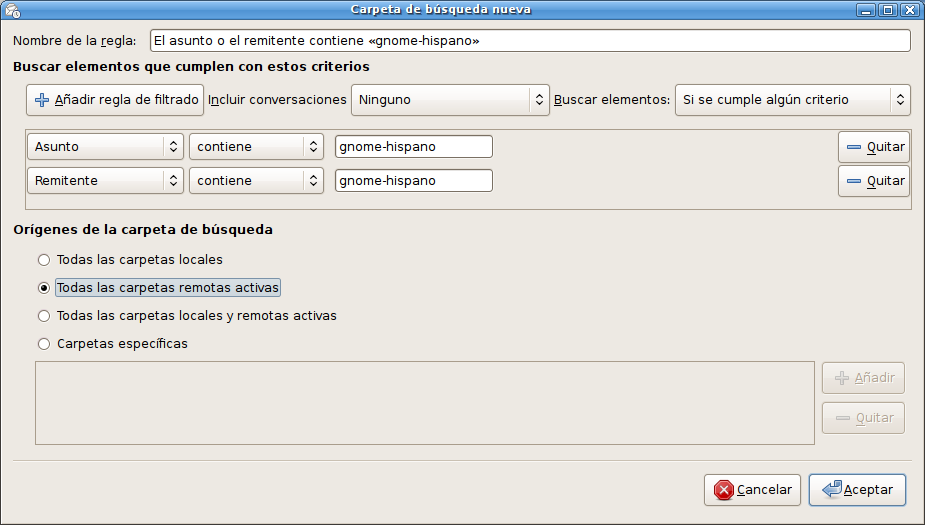 Carpeta de búsqueda nueva
Nombre de la regla: El asunto o el remitente contiene «gnome-hispano»
Buscar elementos que cumplen con estos criterios
Añadir regla de filtrado Incluir conversaciones Ninguno Buscar elementos: Si se cumple algún criterio
Asunto contiene gnome-hispano Quitar
Remitente contiene gnome-hispano Quitar
Orígenes de la carpeta de búsqueda
Todas las carpetas locales
Todas las carpetas remotas activas
Todas las carpetas locales y remotas activas
Carpetas específicas
Añadir
Quitar
Cancelar Aceptar